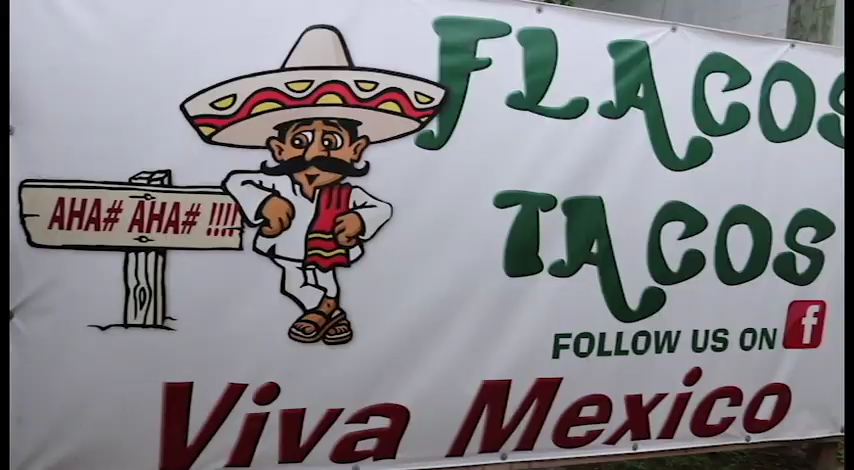 FLACOS
TACOS
AHA# AHA# !!!!
FOLLOW US ON f
Viva Mexico